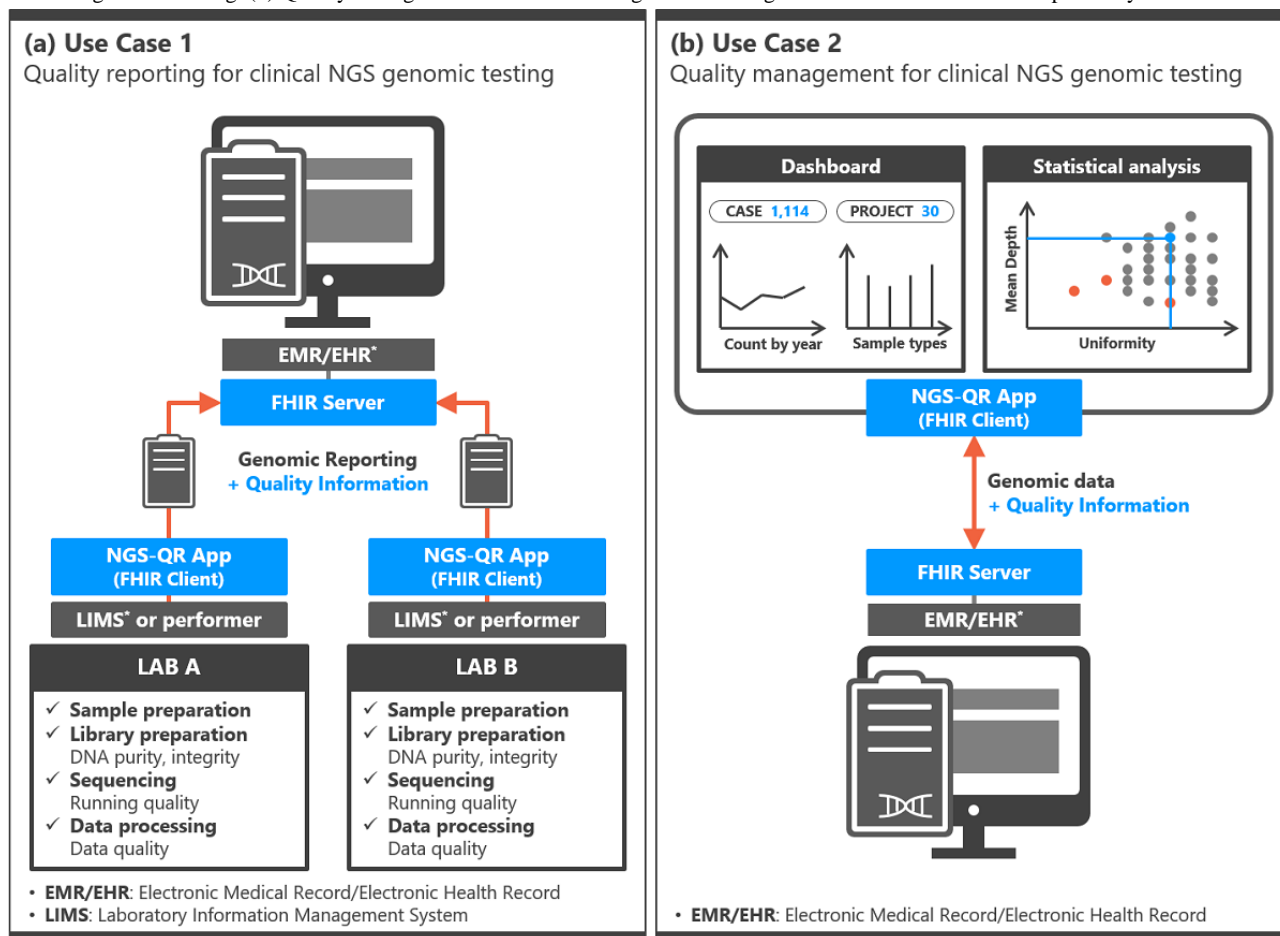 (a) Use Case 1
Quality reporting for clinical NGS genomic testing
EMR/EHR*
FHIR Server
Genomic Reporting
+ Quality Information
NGS-QR App
(FHIR Client)
LIMS* or performer
LAB A
✓ Sample preparation
✓ Library preparation
DNA purity, integrity
✓ Sequencing
Running quality
✓ Data processing
Data quality
NGS-QR App
(FHIR Client)
LIMS* or performer
LAB B
✓ Sample preparation
✓ Library preparation
DNA purity, integrity
✓ Sequencing
Running quality
✓ Data processing
Data quality
• EMR/EHR: Electronic Medical Record/Electronic Health Record
• LIMS: Laboratory Information Management System
(b) Use Case 2
Quality management for clinical NGS genomic testing
Dashboard
CASE 1,114
PROJECT 30
Count by year
Sample types
Statistical analysis
Mean Depth
Uniformity
NGS-QR App
(FHIR Client)
Genomic data
+ Quality Information
FHIR Server
EMR/EHR*
• EMR/EHR: Electronic Medical Record/Electronic Health Record